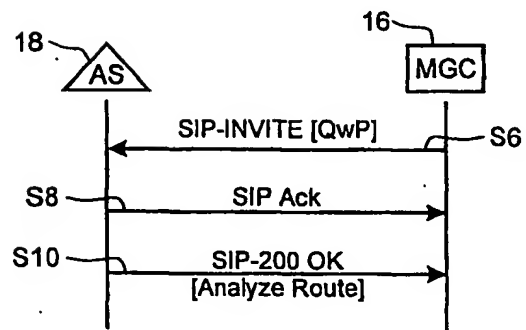 18
AS
16
MGC
SIP-INVITE [QwP]
S6
S8
SIP Ack
S10
SIP-200 OK
[Analyze Route]